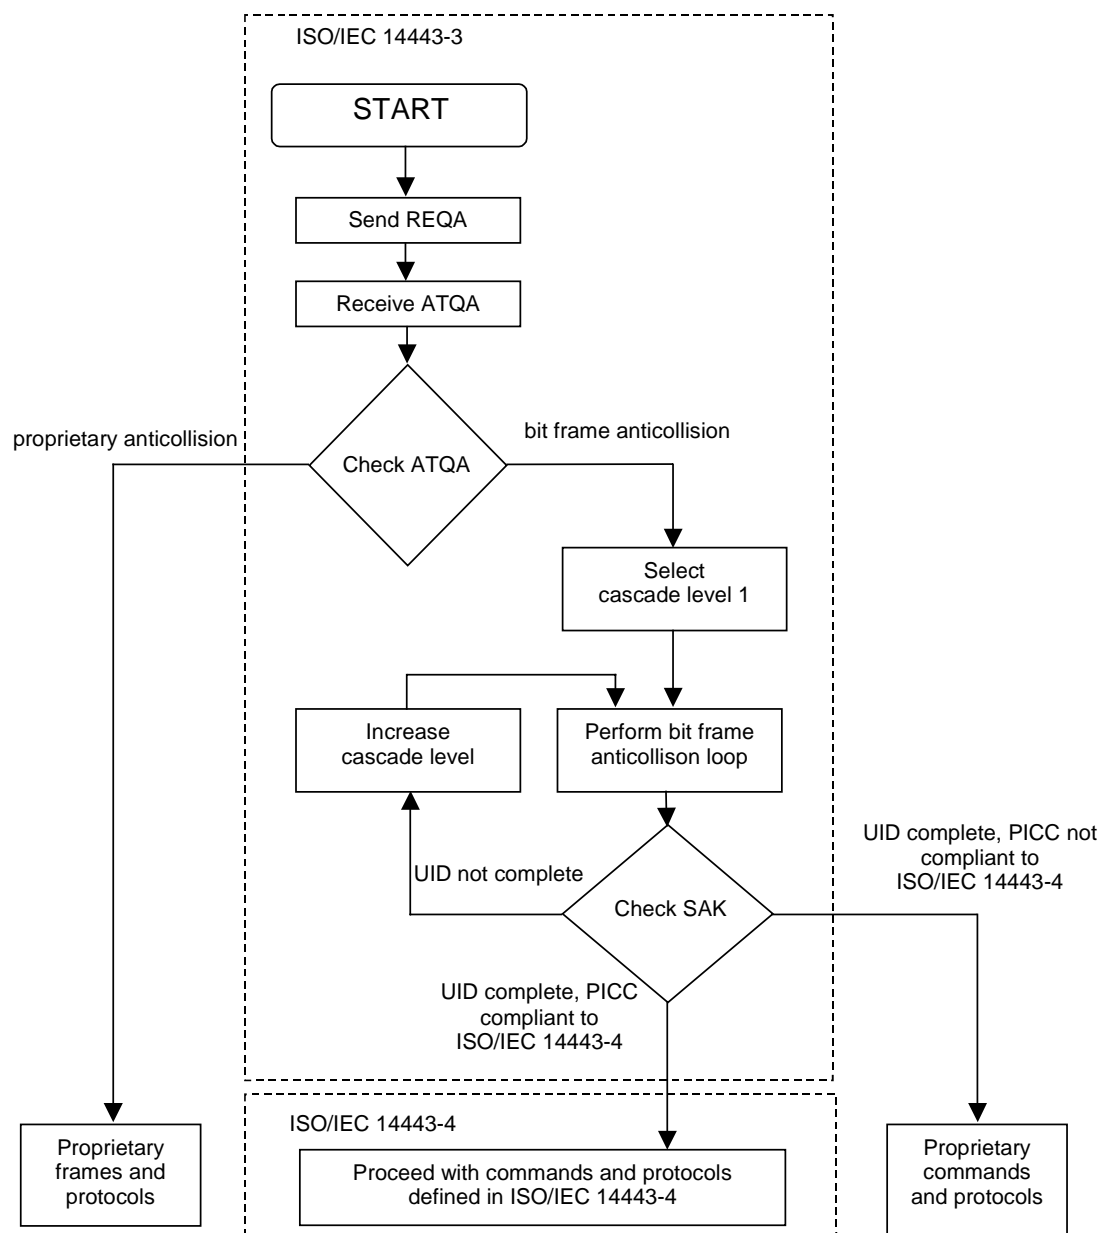 ISO/IEC 14443-3
START
Send REQA
Receive ATQA
proprietary anticollision
bit frame anticollision
Check ATQA
Select
cascade level 1
Increase
cascade level
Perform bit frame
anticollison loop
UID complete, PICC not
compliant to
ISO/IEC 14443-4
UID not complete
Check SAK
UID complete, PICC
compliant to
ISO/IEC 14443-4
ISO/IEC 14443-4
Proprietary
frames and
protocols
Proceed with commands and protocols
defined in ISO/IEC 14443-4
Proprietary
commands
and protocols